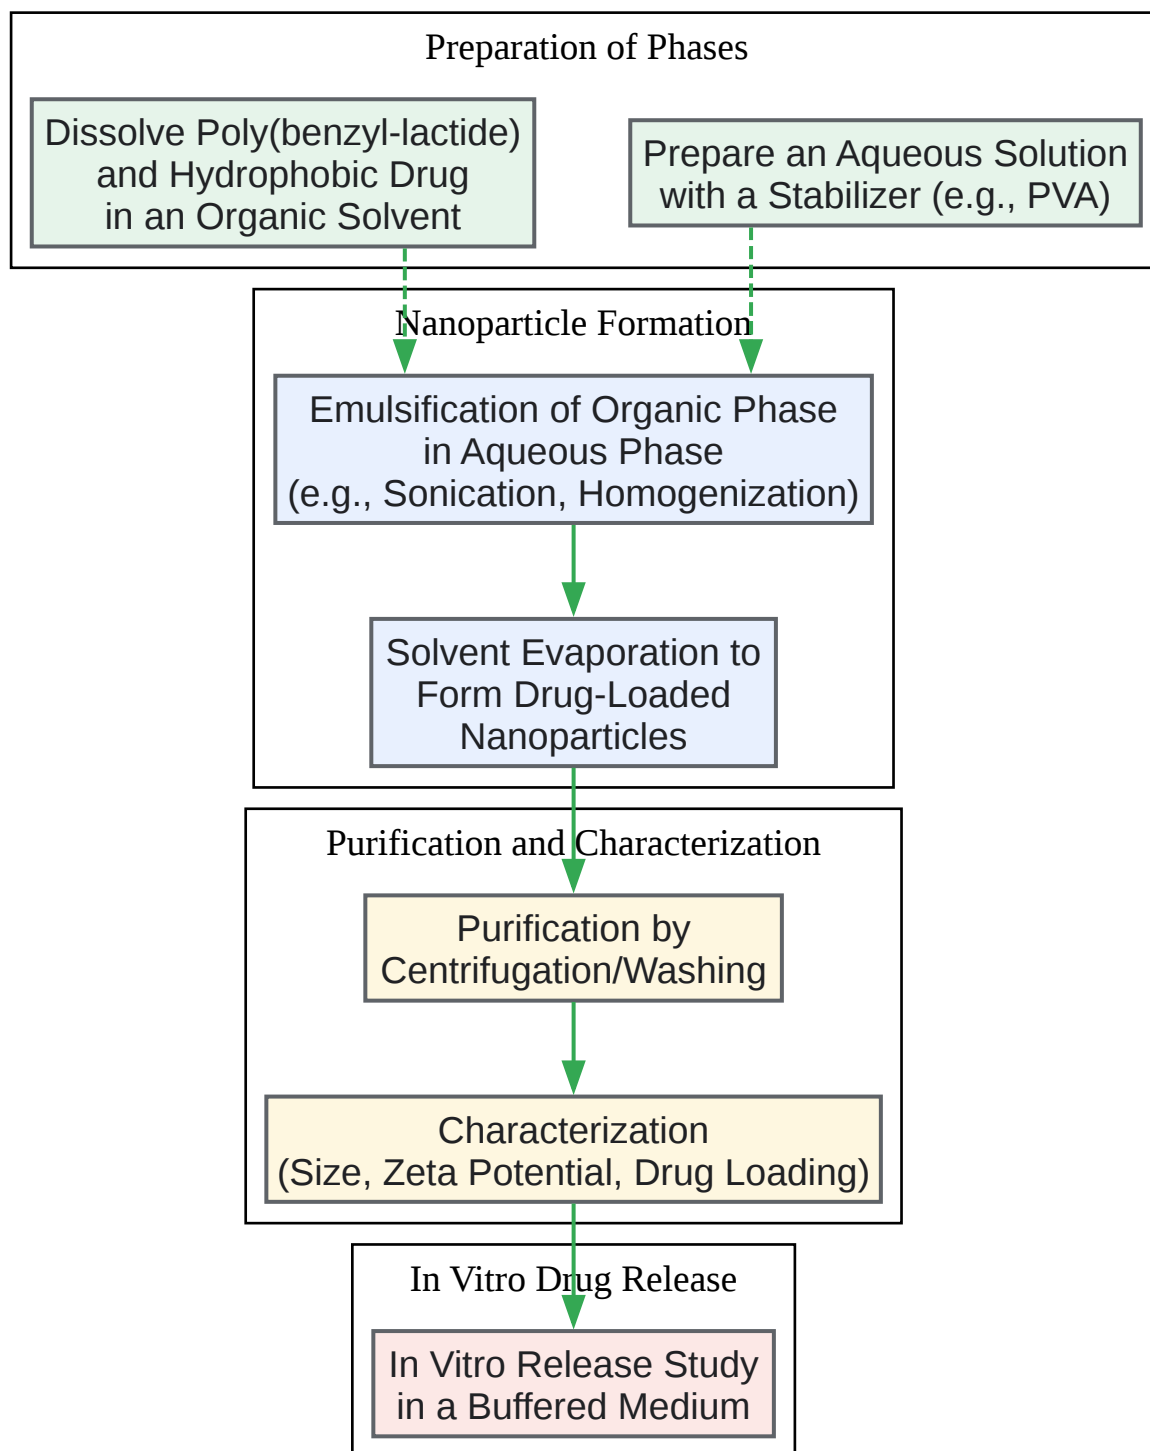 Preparation of Phases
Dissolve Poly(benzyl-lactide)
and Hydrophobic Drug
in an Organic Solvent
Prepare an Aqueous Solution
with a Stabilizer (e.g., PVA)
Nanoparticle Formation
Emulsification of Organic Phase
in Aqueous Phase
(e.g., Sonication, Homogenization)
Solvent Evaporation to
Form Drug-Loaded
Nanoparticles
Purification and Characterization
Purification by
Centrifugation/Washing
Characterization
(Size, Zeta Potential, Drug Loading)
In Vitro Drug Release
In Vitro Release Study
in a Buffered Medium